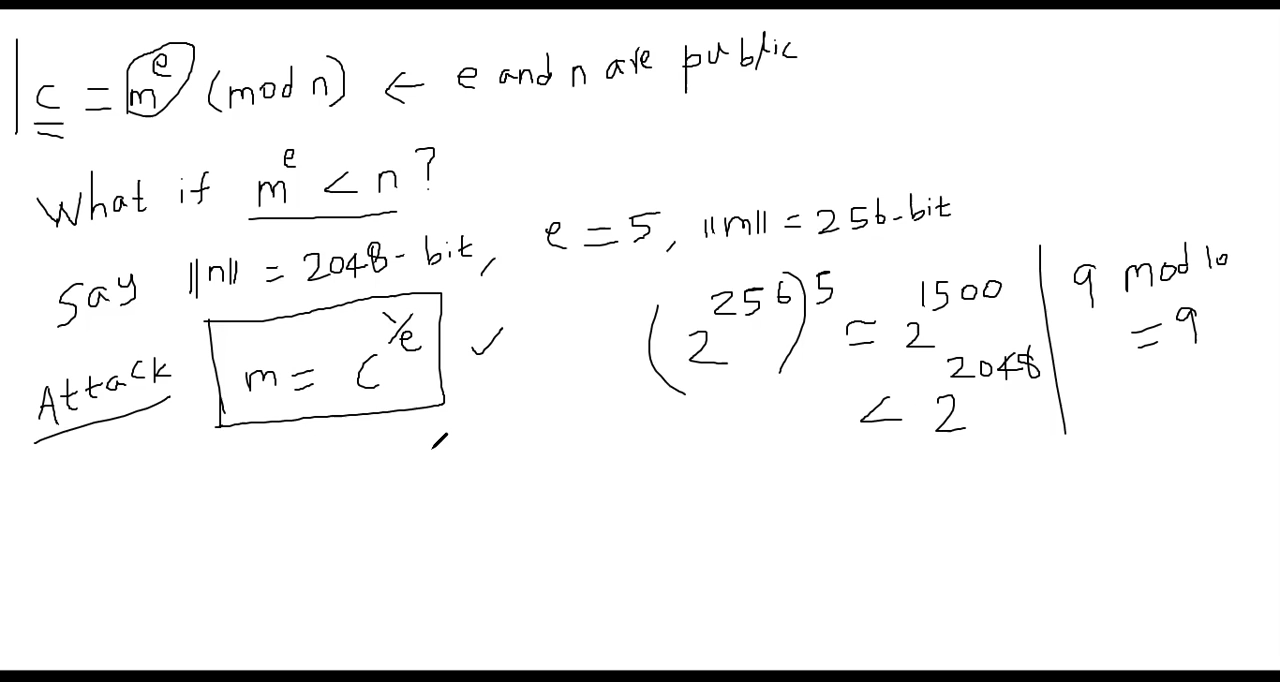 c = m^e (mod n) ← e and n are public
What if m^e < n?
Say ||n|| = 2048-bit, e = 5, ||m|| = 256-bit
Attack m = c^(1/e) ✓
(2^256)^5 ≃ 2^1500
< 2^2048
9 mod 10
= 9